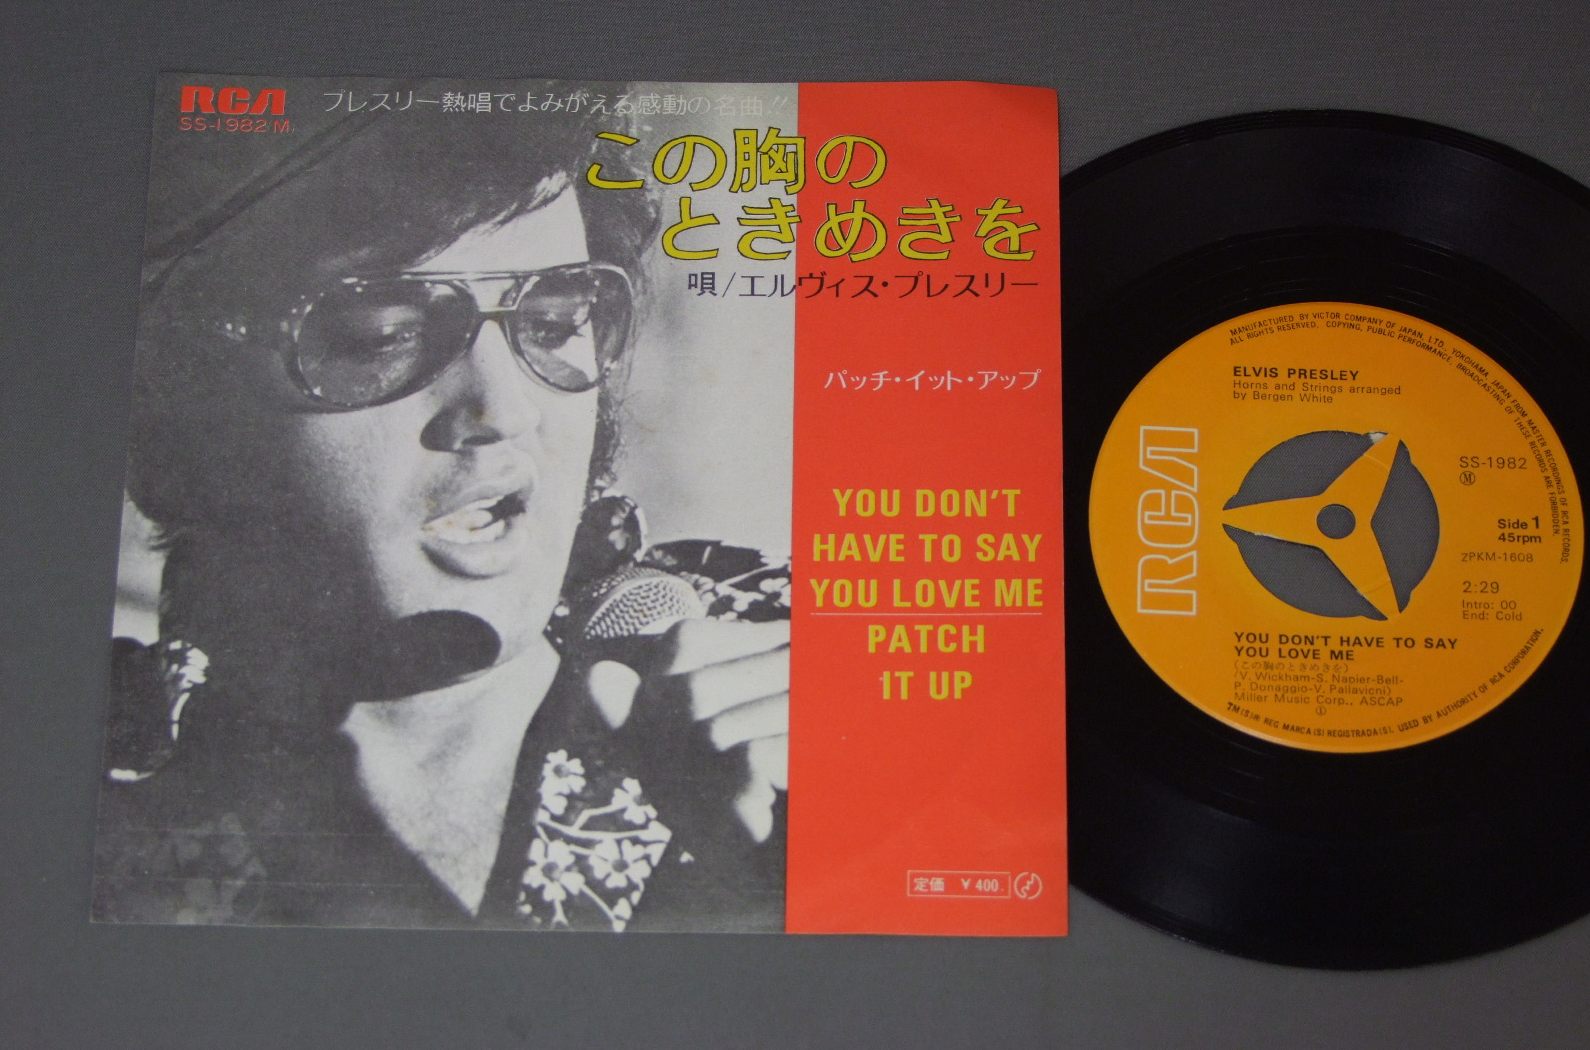 RCA
SS-1982(M)
プレスリー熱唱でよみがえる感動の名曲!!
この胸の
ときめきを
唄/エルヴィス・プレスリー
パッチ・イット・アップ
YOU DON'T
HAVE TO SAY
YOU LOVE ME
PATCH
IT UP
定価 ¥400.
MANUFACTURED BY VICTOR COMPANY OF JAPAN, LTD., YOKOHAMA, JAPAN FROM MASTER RECORDINGS OF RCA RECORDS.
ALL RIGHTS RESERVED, COPYING, PUBLIC PERFORMANCE, BROADCASTING OF THESE RECORDS ARE FORBIDDEN.
ELVIS PRESLEY
Horns and Strings arranged
by Bergen White
RCA
SS-1982
Ⓜ
Side 1
45rpm
ZPKM-1608
2:29
Intro: 00
End: Cold
YOU DON'T HAVE TO SAY
YOU LOVE ME
(この胸のときめきを)
/V. Wickham-S. Napier-Bell-
P. Donaggio-V. Pallavicni)
Miller Music Corp., ASCAP
①
TM(S)® REG. MARCA(S) REGISTRADA(S). USED BY AUTHORITY OF RCA CORPORATION.